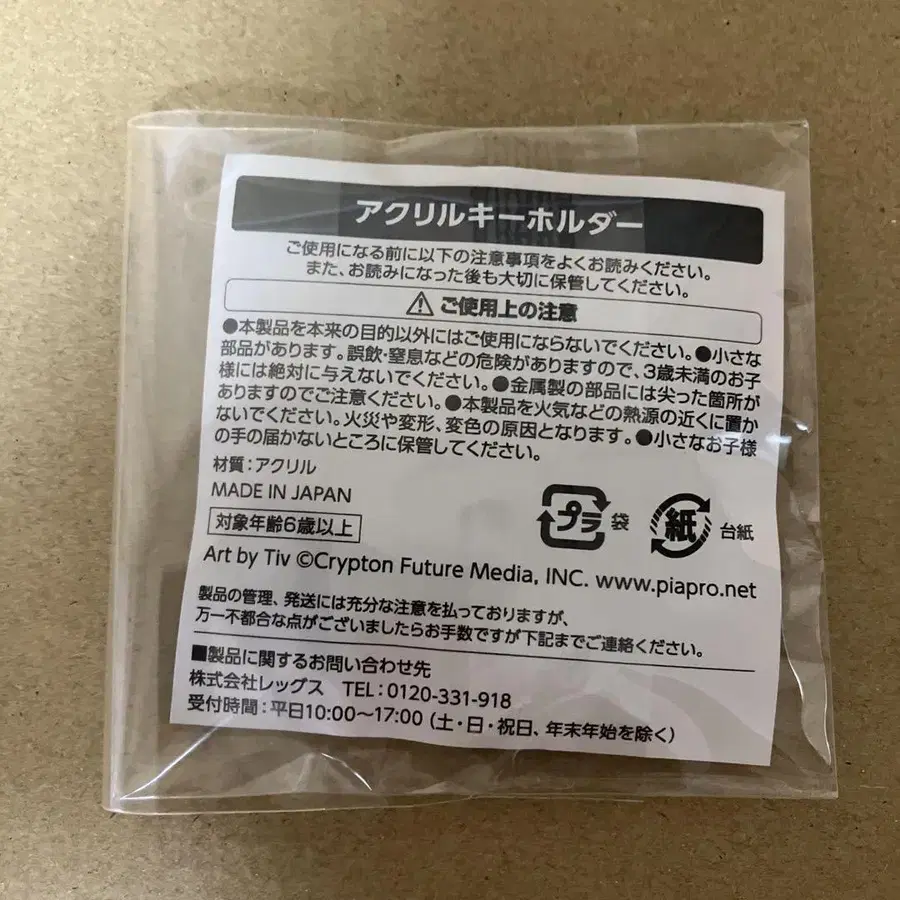 アクリルキーホルダー
ご使用になる前に以下の注意事項をよくお読みください。
また、お読みになった後も大切に保管してください。
ご使用上の注意
●本製品を本来の目的以外にはご使用にならないでください。●小さな
部品があります。誤飲・窒息などの危険がありますので、3歳未満のお子
様には絶対に与えないでください。●金属製の部品には尖った箇所が
ありますのでご注意ください。●本製品を火気などの熱源の近くに置か
ないでください。火災や変形、変色の原因となります。●小さなお子様
の手の届かないところに保管してください。
材質：アクリル
MADE IN JAPAN
対象年齢6歳以上
プラ 袋
紙 台紙
Art by Tiv ©Crypton Future Media, INC. www.piapro.net
製品の管理、発送には充分な注意を払っておりますが、
万一不都合な点がございましたらお手数ですが下記までご連絡ください。
■製品に関するお問い合わせ先
株式会社レッグス TEL：0120-331-918
受付時間：平日10:00～17:00（土・日・祝日、年末年始を除く）